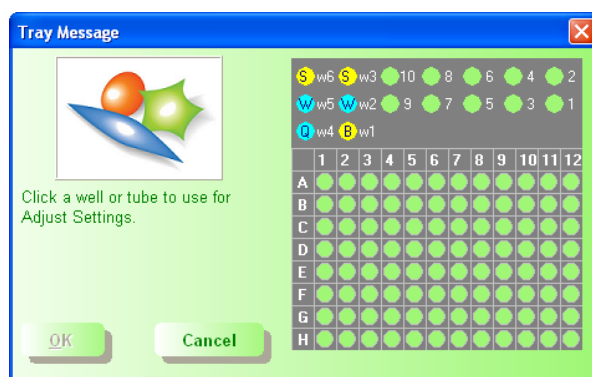 Tray Message
S w6 S w3 10 8 6 4 2
W w5 W w2 9 7 5 3 1
Q w4 B w1
1 2 3 4 5 6 7 8 9 10 11 12
Click a well or tube to use for
Adjust Settings.
A
B
C
D
E
F
G
H
OK
Cancel